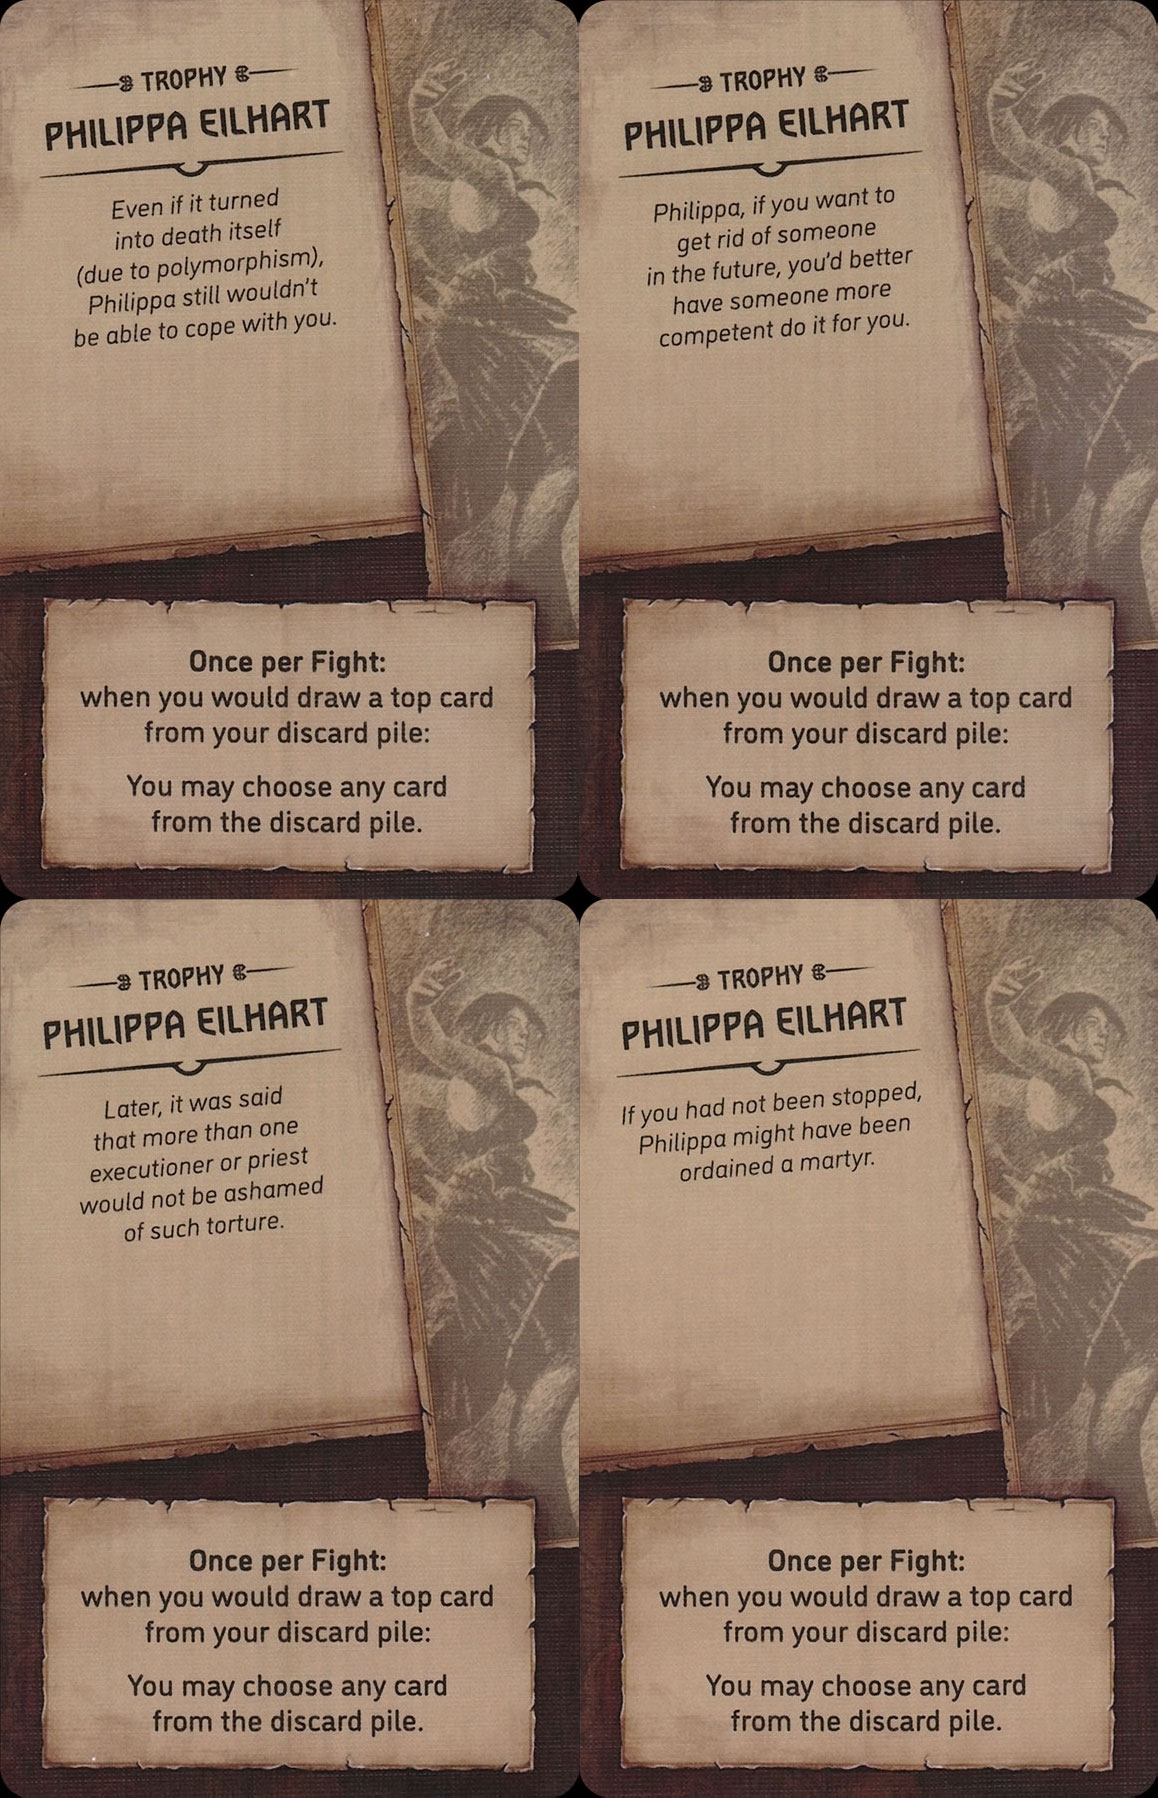 TROPHY
PHILIPPA EILHART
Even if it turned
into death itself
(due to polymorphism),
Philippa still wouldn't
be able to cope with you.
Once per Fight:
when you would draw a top card
from your discard pile:
You may choose any card
from the discard pile.
TROPHY
PHILIPPA EILHART
Philippa, if you want to
get rid of someone
in the future, you'd better
have someone more
competent do it for you.
Once per Fight:
when you would draw a top card
from your discard pile:
You may choose any card
from the discard pile.
TROPHY
PHILIPPA EILHART
Later, it was said
that more than one
executioner or priest
would not be ashamed
of such torture.
Once per Fight:
when you would draw a top card
from your discard pile:
You may choose any card
from the discard pile.
TROPHY
PHILIPPA EILHART
If you had not been stopped,
Philippa might have been
ordained a martyr.
Once per Fight:
when you would draw a top card
from your discard pile:
You may choose any card
from the discard pile.